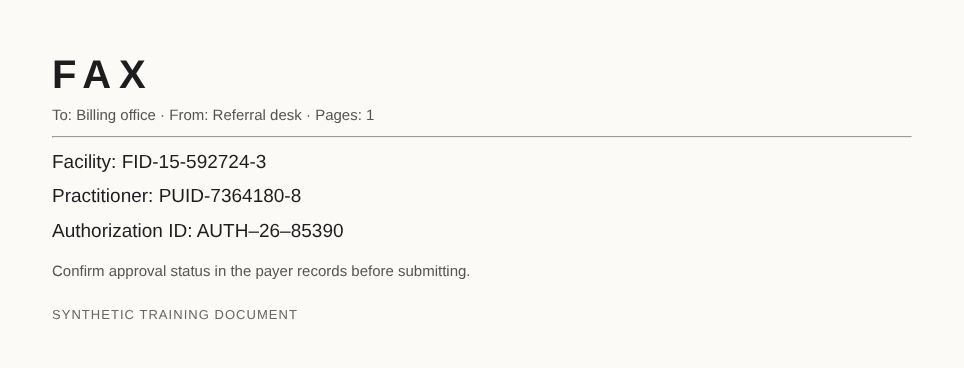 FAX
To: Billing office · From: Referral desk · Pages: 1
Facility: FID-15-592724-3
Practitioner: PUID-7364180-8
Authorization ID: AUTH–26–85390
Confirm approval status in the payer records before submitting.
SYNTHETIC TRAINING DOCUMENT